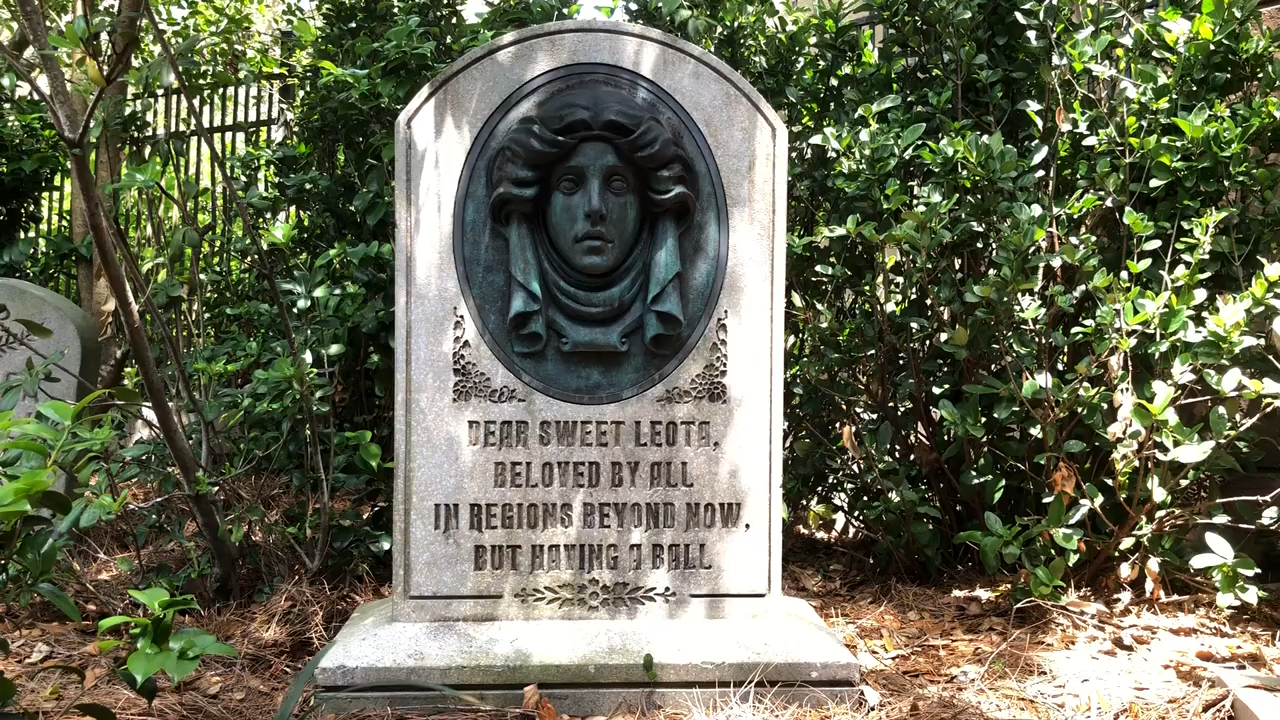 DEAR SWEET LEOTA,
BELOVED BY ALL
IN REGIONS BEYOND NOW,
BUT HAVING A BALL